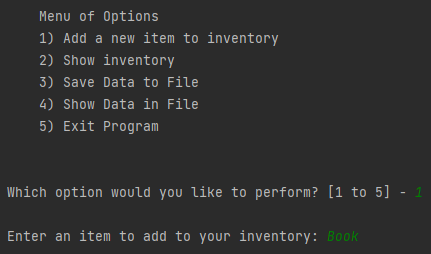 Menu of Options
1) Add a new item to inventory
2) Show inventory
3) Save Data to File
4) Show Data in File
5) Exit Program
Which option would you like to perform? [1 to 5] - 1
Enter an item to add to your inventory: Book